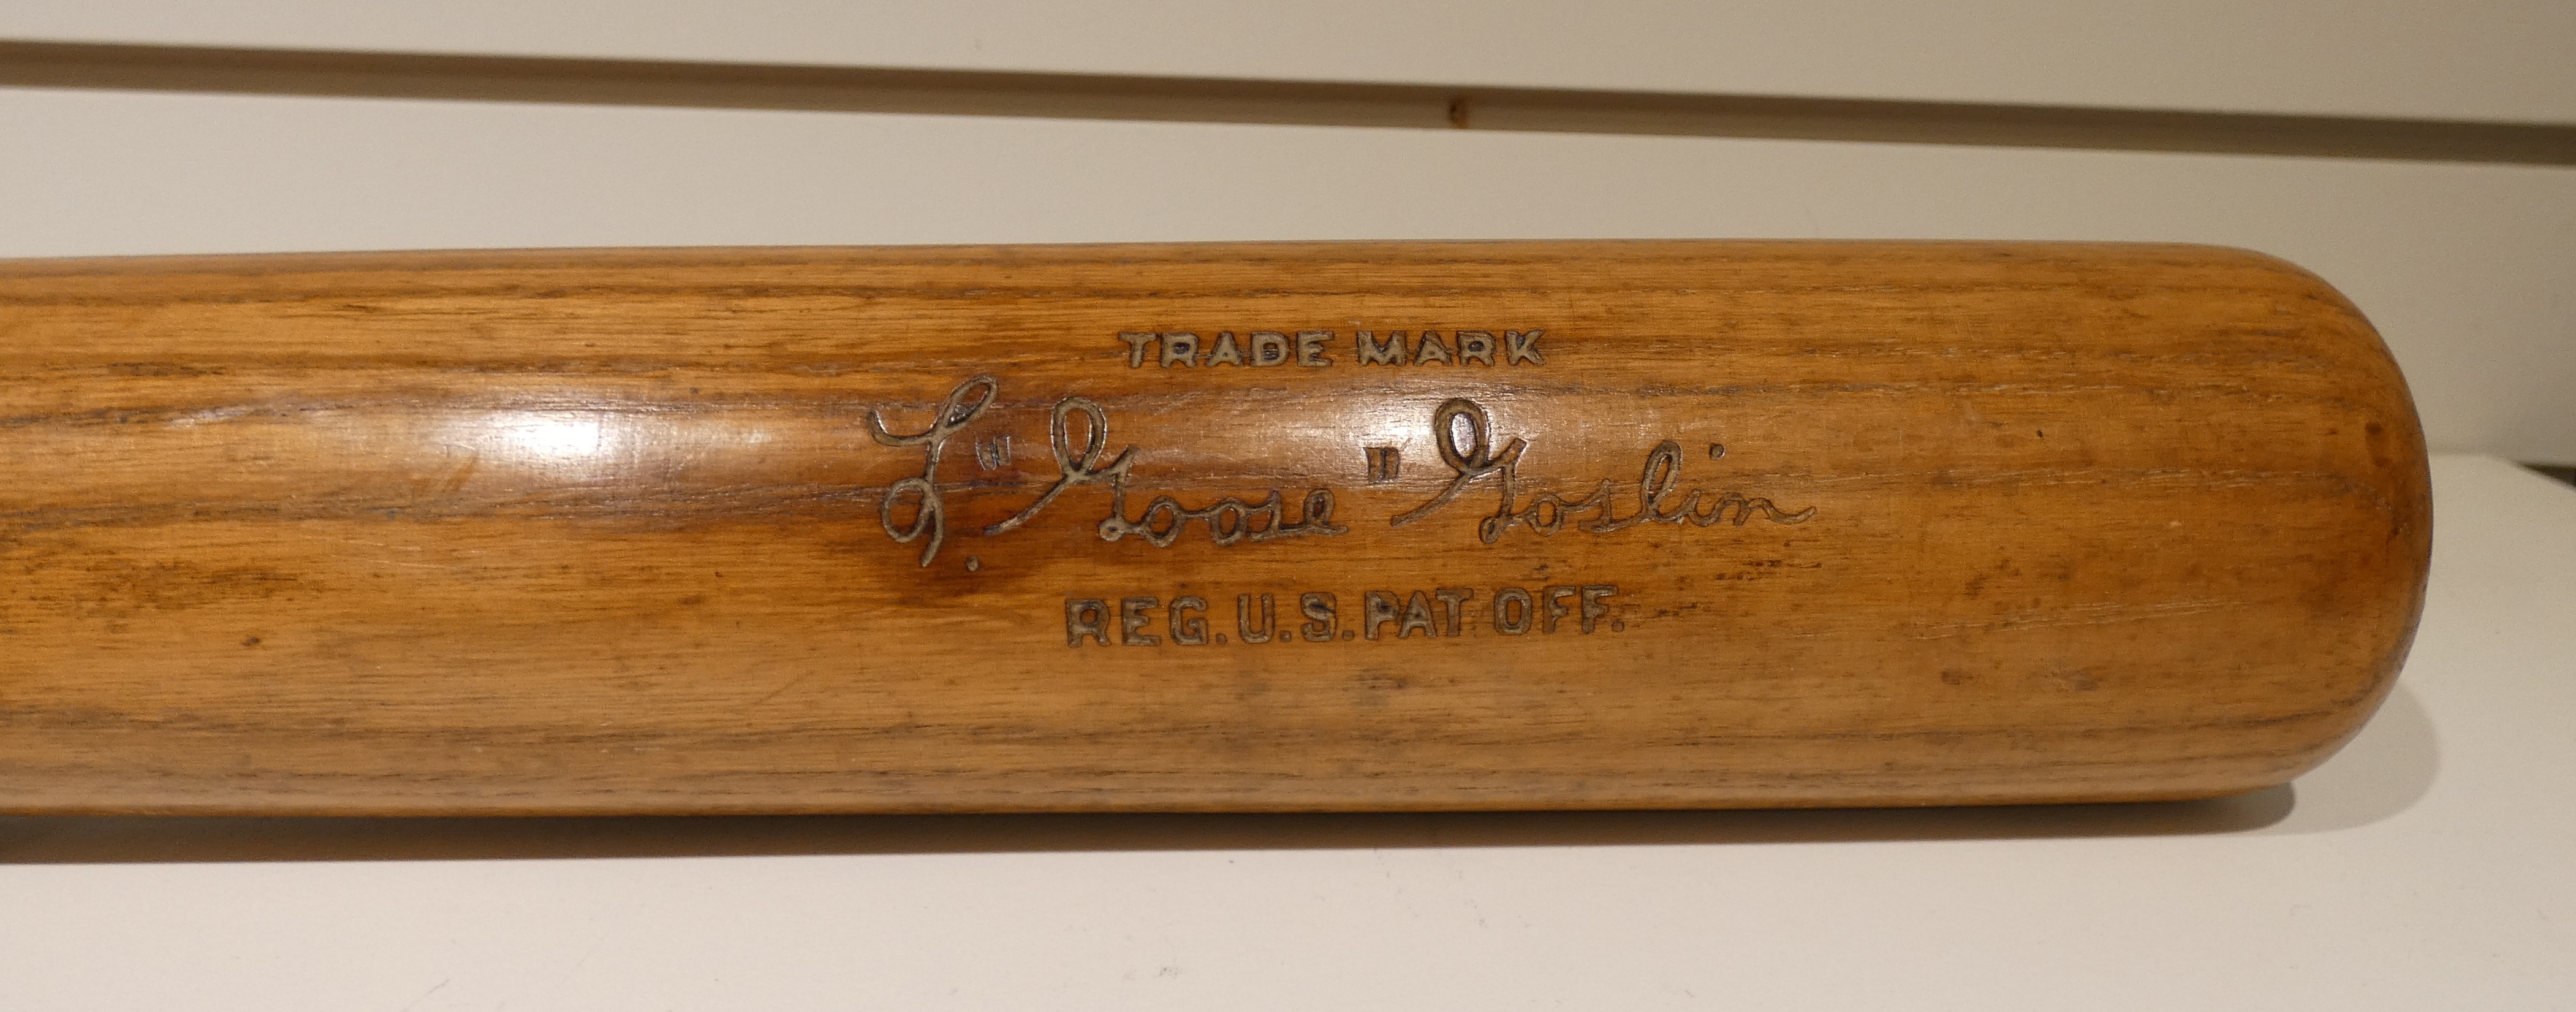 TRADE MARK
L. "Goose" Goslin
REG. U.S. PAT OFF.